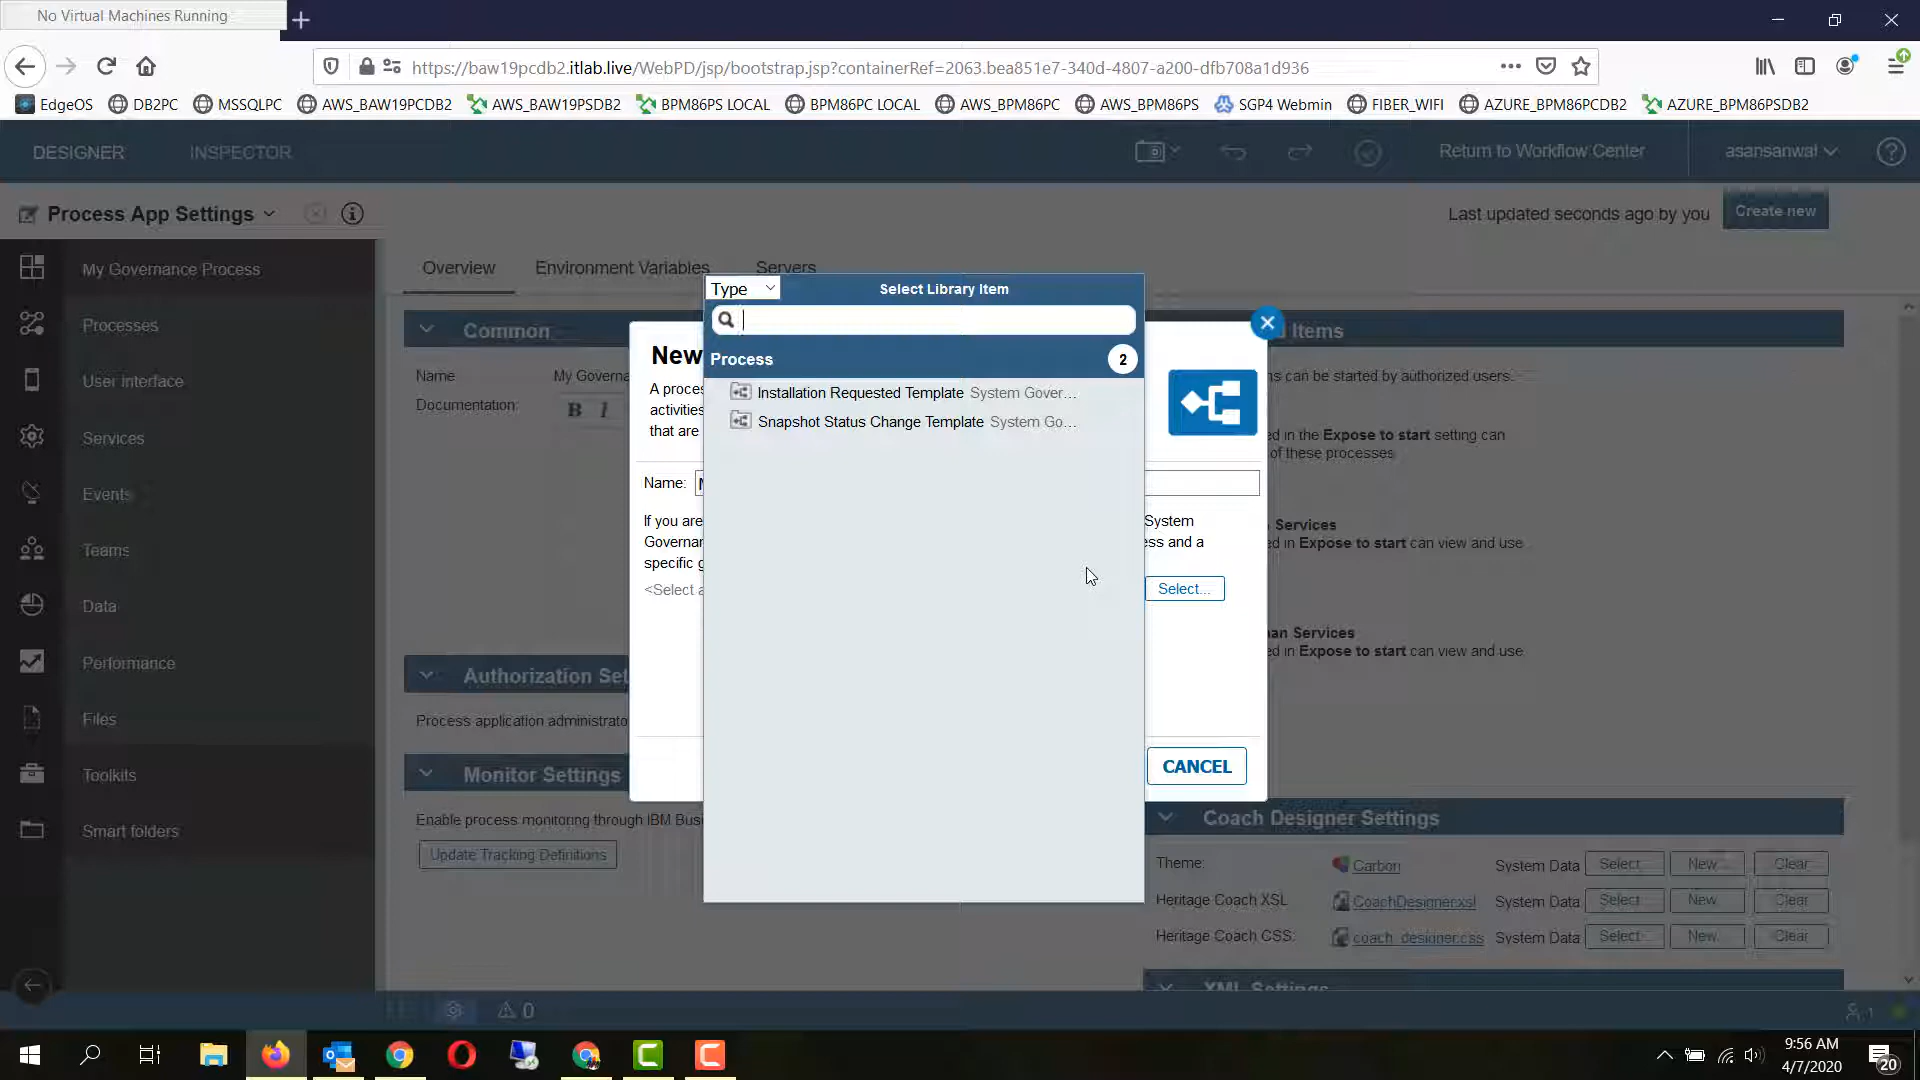 No Virtual Machines Running
https://baw19pcdb2.itlab.live/WebPD/jsp/bootstrap.jsp?containerRef=2063.bea851e7-340d-4807-a200-dfb708a1d936
EdgeOS DB2PC MSSQLPC AWS_BAW19PCDB2 AWS_BAW19PSDB2 BPM86PS LOCAL BPM86PC LOCAL AWS_BPM86PC AWS_BPM86PS SGP4 Webmin FIBER_WIFI AZURE_BPM86PCDB2 AZURE_BPM86PSDB2
DESIGNER INSPECTOR Return to Workflow Center asansanwal
Process App Settings Last updated seconds ago by you Create new
My Governance Process
Processes
User interface
Services
Events
Teams
Data
Performance
Files
Toolkits
Smart folders
Overview Environment Variables Servers
Common
Name: My Governa
Documentation: B I
Authorization Set
Process application administrato
Monitor Settings
Enable process monitoring through IBM Busi
Update Tracking Definitions
New
A proces
activities
that are
Name:
If you are System
Governan ess and a
specific g
<Select a Select...
CANCEL
Type Select Library Item
Process 2
Installation Requested Template System Gover...
Snapshot Status Change Template System Go...
Items
ns can be started by authorized users.
ed in the Expose to start setting can
of these processes
Services
ed in Expose to start can view and use
an Services
ed in Expose to start can view and use
Coach Designer Settings
Theme: Carbon System Data Select... New... Clear
Heritage Coach XSL: CoachDesigner.xsl System Data Select... New... Clear
Heritage Coach CSS: coach_designer.css System Data Select... New... Clear
XML Settings
0
1
9:56 AM
4/7/2020
20